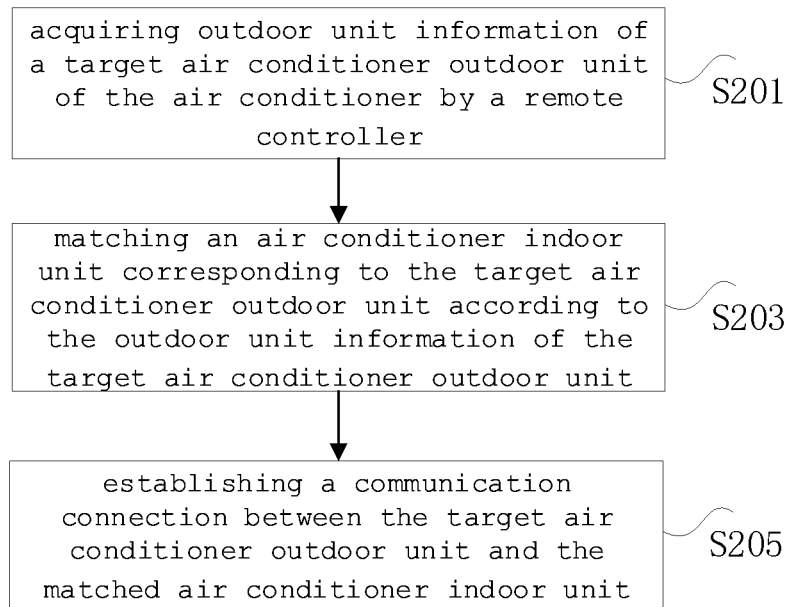 acquiring outdoor unit information of
a target air conditioner outdoor unit
of the air conditioner by a remote
controller
S201
matching an air conditioner indoor
unit corresponding to the target air
conditioner outdoor unit according to
the outdoor unit information of the
target air conditioner outdoor unit
S203
establishing a communication
connection between the target air
conditioner outdoor unit and the
matched air conditioner indoor unit
S205